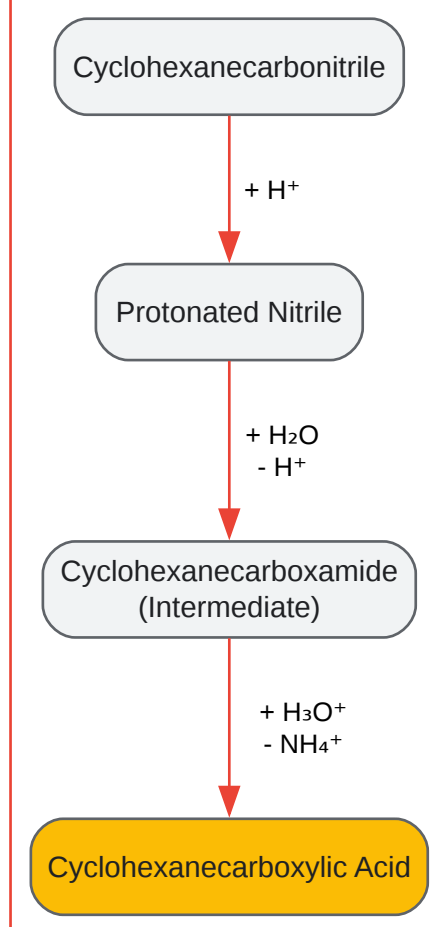 Cyclohexanecarbonitrile
+ H⁺
Protonated Nitrile
+ H₂O
- H⁺
Cyclohexanecarboxamide
(Intermediate)
+ H₃O⁺
- NH₄⁺
Cyclohexanecarboxylic Acid